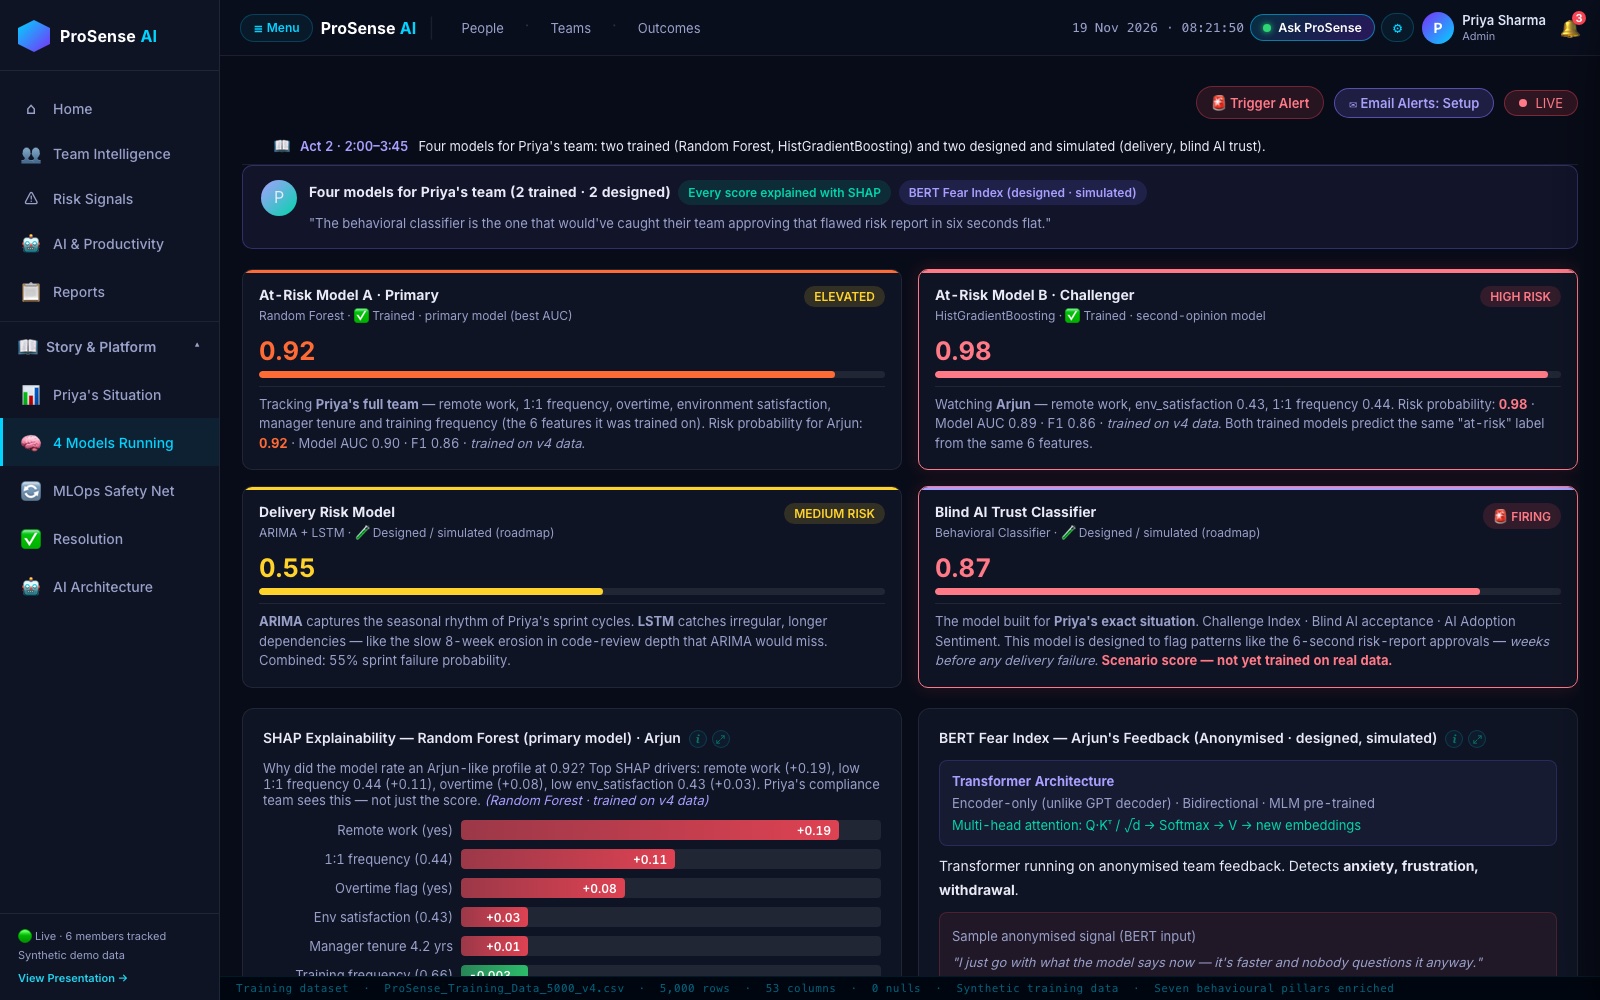 ProSense AI
Home
Team Intelligence
Risk Signals
AI & Productivity
Reports
Story & Platform
Priya's Situation
4 Models Running
MLOps Safety Net
Resolution
AI Architecture
Live · 6 members tracked
Synthetic demo data
View Presentation →
≡ Menu
ProSense AI
People · Teams · Outcomes
19 Nov 2026 · 08:21:50
Ask ProSense
P
Priya Sharma
Admin
3
Trigger Alert
Email Alerts: Setup
LIVE
Act 2 · 2:00–3:45 Four models for Priya's team: two trained (Random Forest, HistGradientBoosting) and two designed and simulated (delivery, blind AI trust).
P
Four models for Priya's team (2 trained · 2 designed) Every score explained with SHAP BERT Fear Index (designed · simulated)
"The behavioral classifier is the one that would've caught their team approving that flawed risk report in six seconds flat."
At-Risk Model A · Primary
ELEVATED
Random Forest · ✅ Trained · primary model (best AUC)
0.92
Tracking Priya's full team — remote work, 1:1 frequency, overtime, environment satisfaction,
manager tenure and training frequency (the 6 features it was trained on). Risk probability for Arjun:
0.92 · Model AUC 0.90 · F1 0.86 · trained on v4 data.
At-Risk Model B · Challenger
HIGH RISK
HistGradientBoosting · ✅ Trained · second-opinion model
0.98
Watching Arjun — remote work, env_satisfaction 0.43, 1:1 frequency 0.44. Risk probability: 0.98 ·
Model AUC 0.89 · F1 0.86 · trained on v4 data. Both trained models predict the same "at-risk" label
from the same 6 features.
Delivery Risk Model
MEDIUM RISK
ARIMA + LSTM · Designed / simulated (roadmap)
0.55
ARIMA captures the seasonal rhythm of Priya's sprint cycles. LSTM catches irregular, longer
dependencies — like the slow 8-week erosion in code-review depth that ARIMA would miss.
Combined: 55% sprint failure probability.
Blind AI Trust Classifier
FIRING
Behavioral Classifier · Designed / simulated (roadmap)
0.87
The model built for Priya's exact situation. Challenge Index · Blind AI acceptance · AI Adoption
Sentiment. This model is designed to flag patterns like the 6-second risk-report approvals — weeks
before any delivery failure. Scenario score — not yet trained on real data.
SHAP Explainability — Random Forest (primary model) · Arjun i
Why did the model rate an Arjun-like profile at 0.92? Top SHAP drivers: remote work (+0.19), low
1:1 frequency 0.44 (+0.11), overtime (+0.08), low env_satisfaction 0.43 (+0.03). Priya's compliance
team sees this — not just the score. (Random Forest · trained on v4 data)
Remote work (yes) +0.19
1:1 frequency (0.44) +0.11
Overtime flag (yes) +0.08
Env satisfaction (0.43) +0.03
Manager tenure 4.2 yrs +0.01
Training frequency (0.66) -0.003
BERT Fear Index — Arjun's Feedback (Anonymised · designed, simulated) i
Transformer Architecture
Encoder-only (unlike GPT decoder) · Bidirectional · MLM pre-trained
Multi-head attention: Q·Kᵀ / √d → Softmax → V → new embeddings
Transformer running on anonymised team feedback. Detects anxiety, frustration,
withdrawal.
Sample anonymised signal (BERT input)
"I just go with what the model says now — it's faster and nobody questions it anyway."
Training dataset · ProSense_Training_Data_5000_v4.csv · 5,000 rows · 53 columns · 0 nulls · Synthetic training data · Seven behavioural pillars enriched